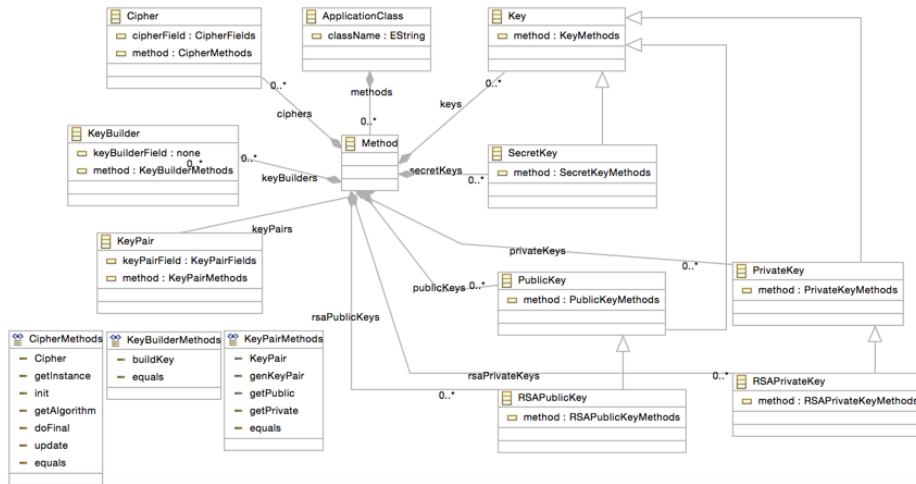 Cipher
cipherField : CipherFields
method : CipherMethods
ApplicationClass
className : EString
Key
method : KeyMethods
0..*
methods
0..*
keys
ciphers
0..*
KeyBuilder
keyBuilderField : none
method : KeyBuilderMethods
0..*
0..*
keyBuilders
Method
SecretKey
method : SecretKeyMethods
secretKeys
0..*
keyPairs
KeyPair
keyPairField : KeyPairFields
method : KeyPairMethods
privateKeys
0..*
PrivateKey
method : PrivateKeyMethods
publicKeys
0..*
PublicKey
method : PublicKeyMethods
rsaPublicKeys
CipherMethods
Cipher
getInstance
init
getAlgorithm
doFinal
update
equals
KeyBuilderMethods
buildKey
equals
KeyPairMethods
KeyPair
genKeyPair
getPublic
getPrivate
equals
rsaPrivateKeys
0..*
0..*
RSAPublicKey
method : RSAPublicKeyMethods
RSAPrivateKey
method : RSAPrivateKeyMethods